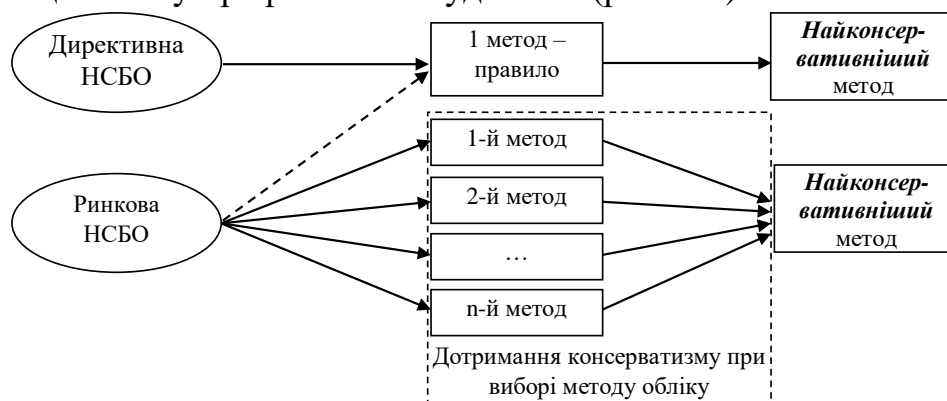 Директивна
НСБО
1 метод –
правило
Найконсер-
вативніший
метод
1-й метод
2-й метод
…
n-й метод
Ринкова
НСБО
Найконсер-
вативніший
метод
Дотримання консерватизму при
виборі методу обліку